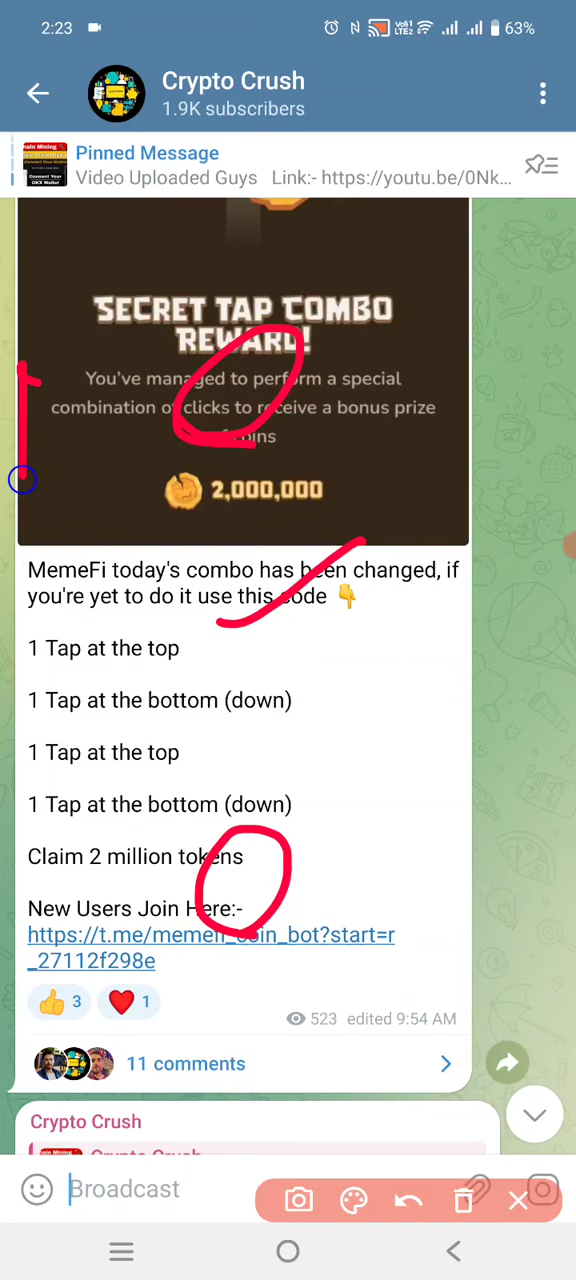 2:23
Vo1) LTE2
63%
Crypto Crush
1.9K subscribers
Pinned Message
Video Uploaded Guys Link:- https://youtu.be/0Nk...
SECRET TAP COMBO
REWARD!
You've managed to perform a special
combination of clicks to receive a bonus prize
coins
2,000,000
MemeFi today's combo has been changed, if
you're yet to do it use this code 👇
1 Tap at the top
1 Tap at the bottom (down)
1 Tap at the top
1 Tap at the bottom (down)
Claim 2 million tokens
New Users Join Here:-
https://t.me/memefi_coin_bot?start=r
_27112f298e
👍 3 ❤️ 1
523 edited 9:54 AM
11 comments
Crypto Crush
Crypto Crush
Broadcast